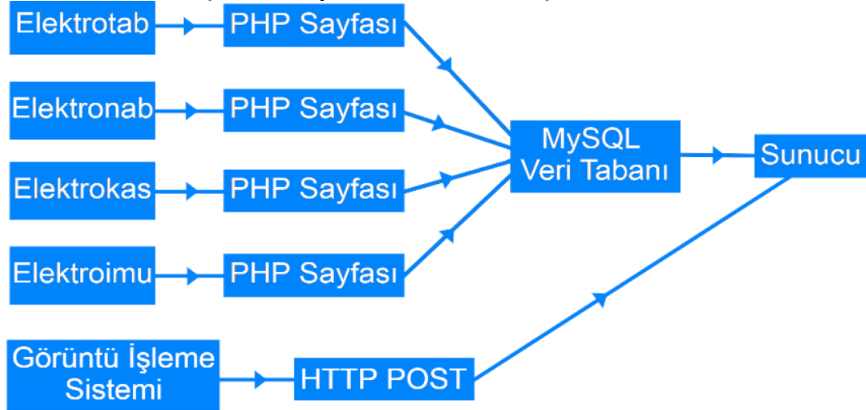 Elektrotab
PHP Sayfası
Elektronab
PHP Sayfası
MySQL
Veri Tabanı
Sunucu
Elektrokas
PHP Sayfası
Elektroimu
PHP Sayfası
Görüntü İşleme
Sistemi
HTTP POST